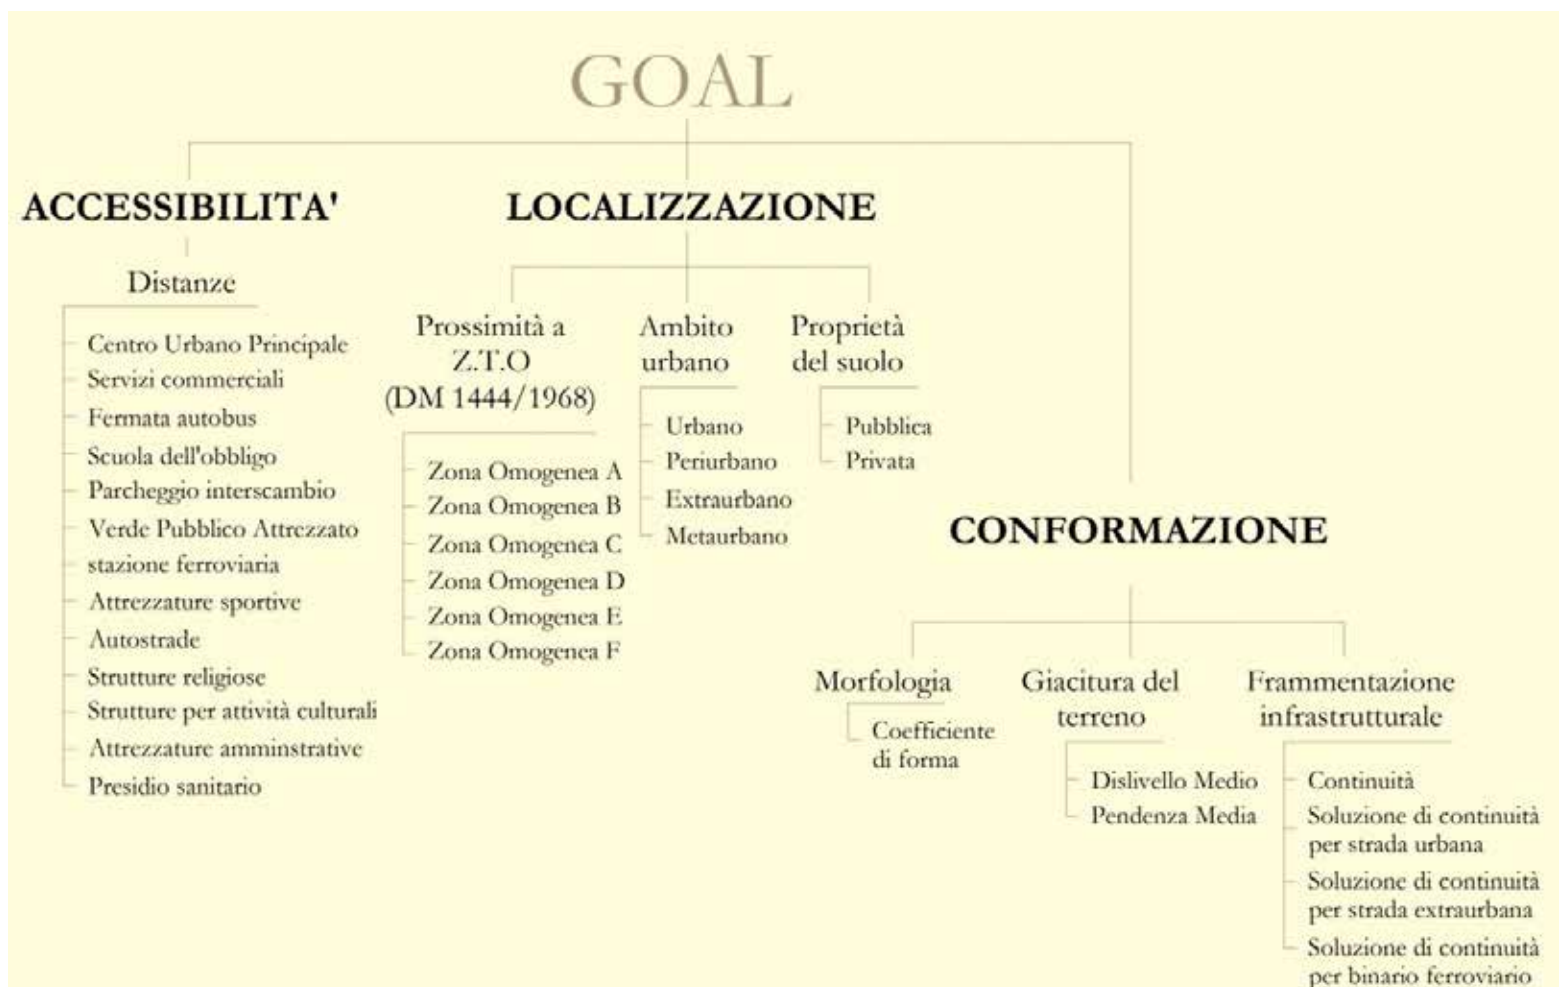 GOAL
ACCESSIBILITA'
Distanze
Centro Urbano Principale
Servizi commerciali
Fermata autobus
Scuola dell'obbligo
Parcheggio interscambio
Verde Pubblico Attrezzato
stazione ferroviaria
Attrezzature sportive
Autostrade
Strutture religiose
Strutture per attività culturali
Attrezzature amminstrative
Presidio sanitario
LOCALIZZAZIONE
Prossimità a
Z.T.O
(DM 1444/1968)
Zona Omogenea A
Zona Omogenea B
Zona Omogenea C
Zona Omogenea D
Zona Omogenea E
Zona Omogenea F
Ambito
urbano
Urbano
Periurbano
Extraurbano
Metaurbano
Proprietà
del suolo
Pubblica
Privata
CONFORMAZIONE
Morfologia
Coefficiente
di forma
Giacitura del
terreno
Dislivello Medio
Pendenza Media
Frammentazione
infrastrutturale
Continuità
Soluzione di continuità
per strada urbana
Soluzione di continuità
per strada extraurbana
Soluzione di continuità
per binario ferroviario